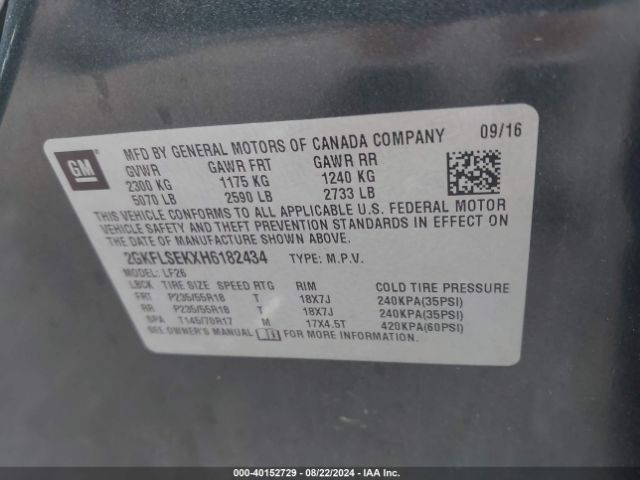 GM
MFD BY GENERAL MOTORS OF CANADA COMPANY 09/16
GVWR GAWR FRT GAWR RR
2300 KG 1175 KG 1240 KG
5070 LB 2590 LB 2733 LB
THIS VEHICLE CONFORMS TO ALL APPLICABLE U.S. FEDERAL MOTOR
VEHICLE SAFETY AND THEFT PREVENTION STANDARDS IN EFFECT ON
THE DATE OF MANUFACTURE SHOWN ABOVE.
2GKFLSEKXH6182434 TYPE: M.P.V.
MODEL: LF26
LBCK TIRE SIZE SPEED RTG RIM COLD TIRE PRESSURE
FRT P235/55R18 T 18X7J 240KPA(35PSI)
RR P235/55R18 T 18X7J 240KPA(35PSI)
SPA T145/70R17 M 17X4.5T 420KPA(60PSI)
SEE OWNER'S MANUAL FOR MORE INFORMATION.
000-40152729 - 08/22/2024 - IAA Inc.